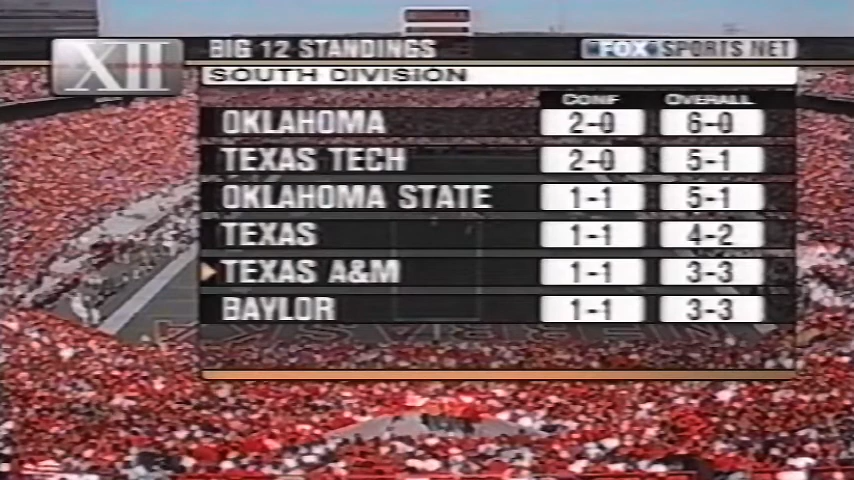 XII
BIG 12 STANDINGS FOX SPORTS NET
SOUTH DIVISION
CONF OVERALL
OKLAHOMA 2-0 6-0
TEXAS TECH 2-0 5-1
OKLAHOMA STATE 1-1 5-1
TEXAS 1-1 4-2
TEXAS A&M 1-1 3-3
BAYLOR 1-1 3-3